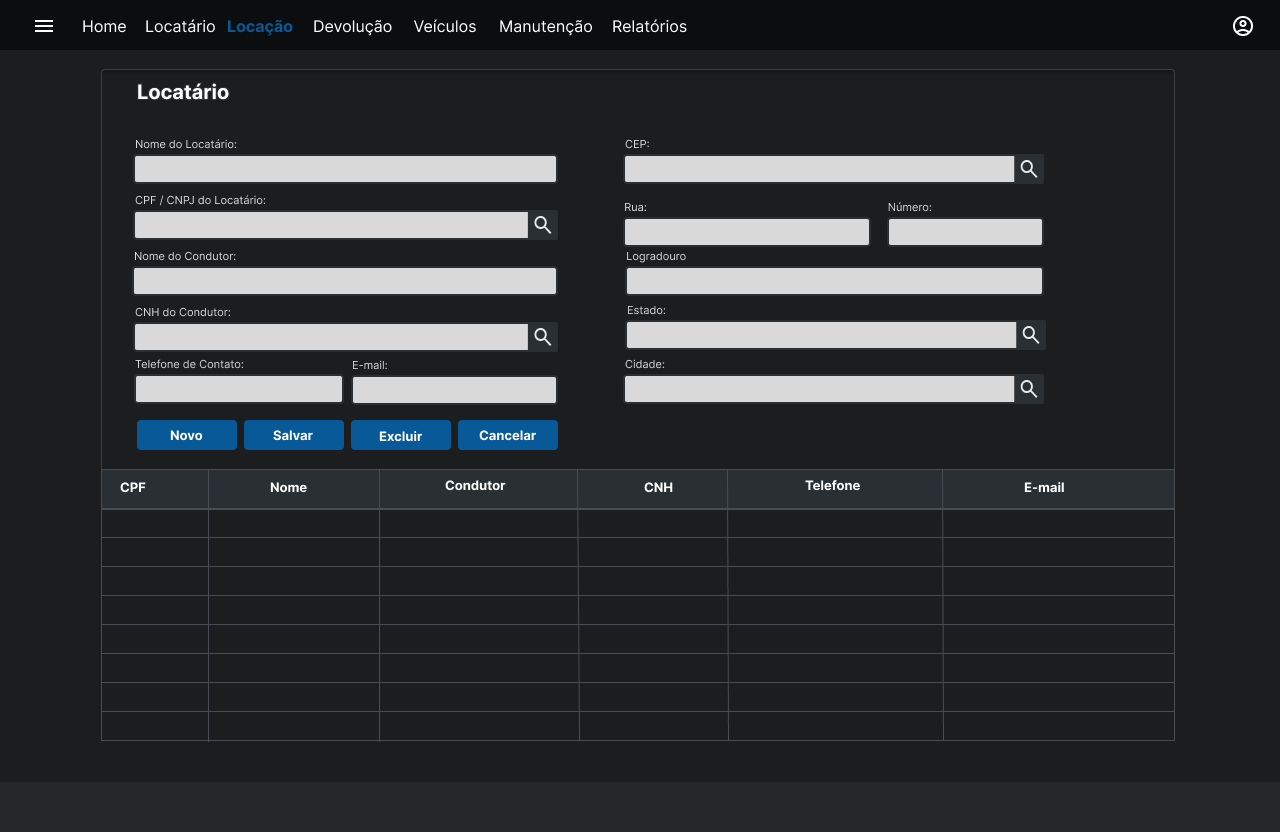 Home Locatário Locação Devolução Veículos Manutenção Relatórios
Locatário
Nome do Locatário:
CPF / CNPJ do Locatário:
Nome do Condutor:
CNH do Condutor:
Telefone de Contato: E-mail:
CEP:
Rua: Número:
Logradouro
Estado:
Cidade:
Novo Salvar Excluir Cancelar
CPF Nome Condutor CNH Telefone E-mail